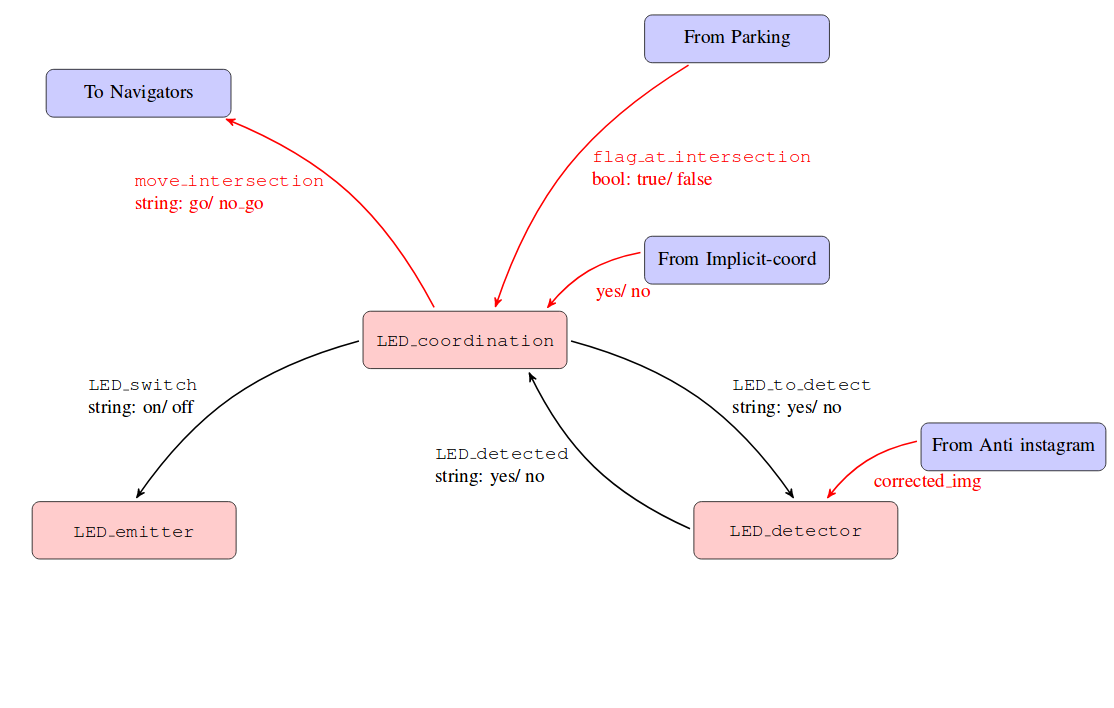 From Parking
To Navigators
flag_at_intersection
bool: true/ false
move_intersection
string: go/ no_go
From Implicit-coord
yes/ no
LED_coordination
LED_switch
string: on/ off
LED_to_detect
string: yes/ no
From Anti instagram
LED_detected
string: yes/ no
corrected_img
LED_emitter
LED_detector